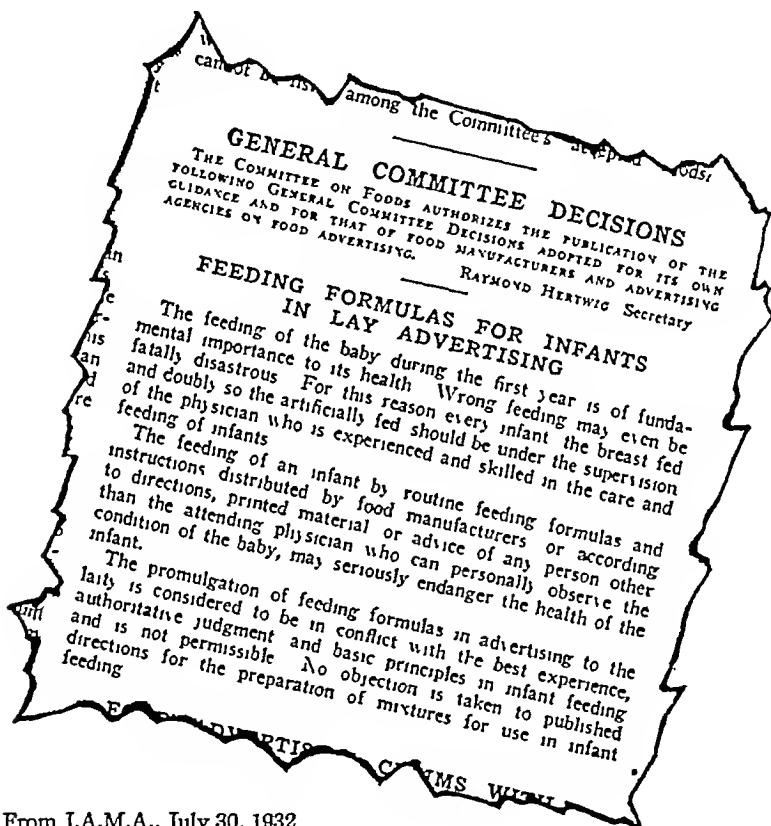 cannot be
among the Committee's
GENERAL COMMITTEE DECISIONS
THE COMMITTEE ON FOODS AUTHORIZES THE PUBLICATION OF THE
FOLLOWING GENERAL COMMITTEE DECISIONS ADOPTED FOR ITS OWN
GUIDANCE AND FOR THAT OF FOOD MANUFACTURERS AND ADVERTISING
AGENCIES ON FOOD ADVERTISING.
RAYMOND HERTWIG Secretary
FEEDING FORMULAS FOR INFANTS
IN LAY ADVERTISING
The feeding of the baby during the first year is of funda-
mental importance to its health Wrong feeding may even be
fatally disastrous For this reason every infant the breast fed
and doubly so the artificially fed should be under the supervision
of the physician who is experienced and skilled in the care and
feeding of infants
The feeding of an infant by routine feeding formulas and
instructions distributed by food manufacturers or according
to directions, printed material or advice of any person other
than the attending physician who can personally observe the
condition of the baby, may seriously endanger the health of the
infant.
The promulgation of feeding formulas in advertising to the
laity is considered to be in conflict with the best experience,
authoritative judgment and basic principles in infant feeding
and is not permissible No objection is taken to published
directions for the preparation of mixtures for use in infant
feeding
From J.A.M.A., July 30, 1932